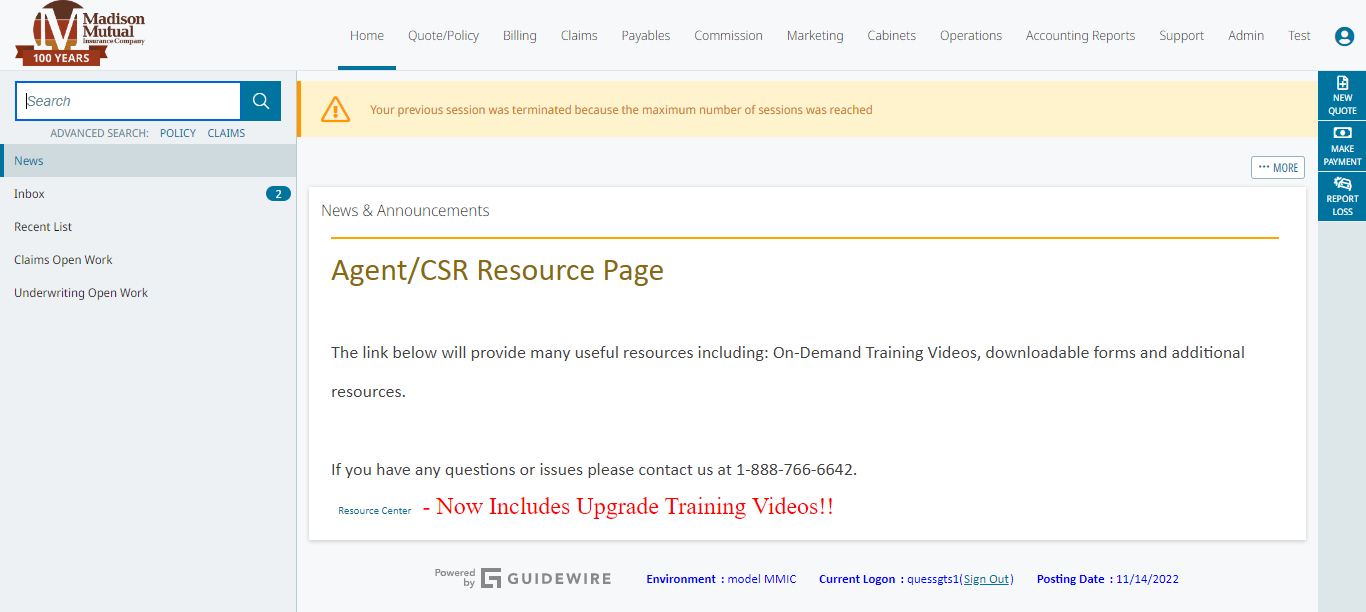 Madison
Mutual
Insurance Company
100 YEARS
Home Quote/Policy Billing Claims Payables Commission Marketing Cabinets Operations Accounting Reports Support Admin Test
Search
ADVANCED SEARCH: POLICY CLAIMS
News
Inbox 2
Recent List
Claims Open Work
Underwriting Open Work
Your previous session was terminated because the maximum number of sessions was reached
NEW
QUOTE
MAKE
PAYMENT
REPORT
LOSS
··· MORE
News & Announcements
Agent/CSR Resource Page
The link below will provide many useful resources including: On-Demand Training Videos, downloadable forms and additional
resources.
If you have any questions or issues please contact us at 1-888-766-6642.
Resource Center - Now Includes Upgrade Training Videos!!
Powered
by
GUIDEWIRE
Environment : model MMIC Current Logon : quessgts1(Sign Out) Posting Date : 11/14/2022